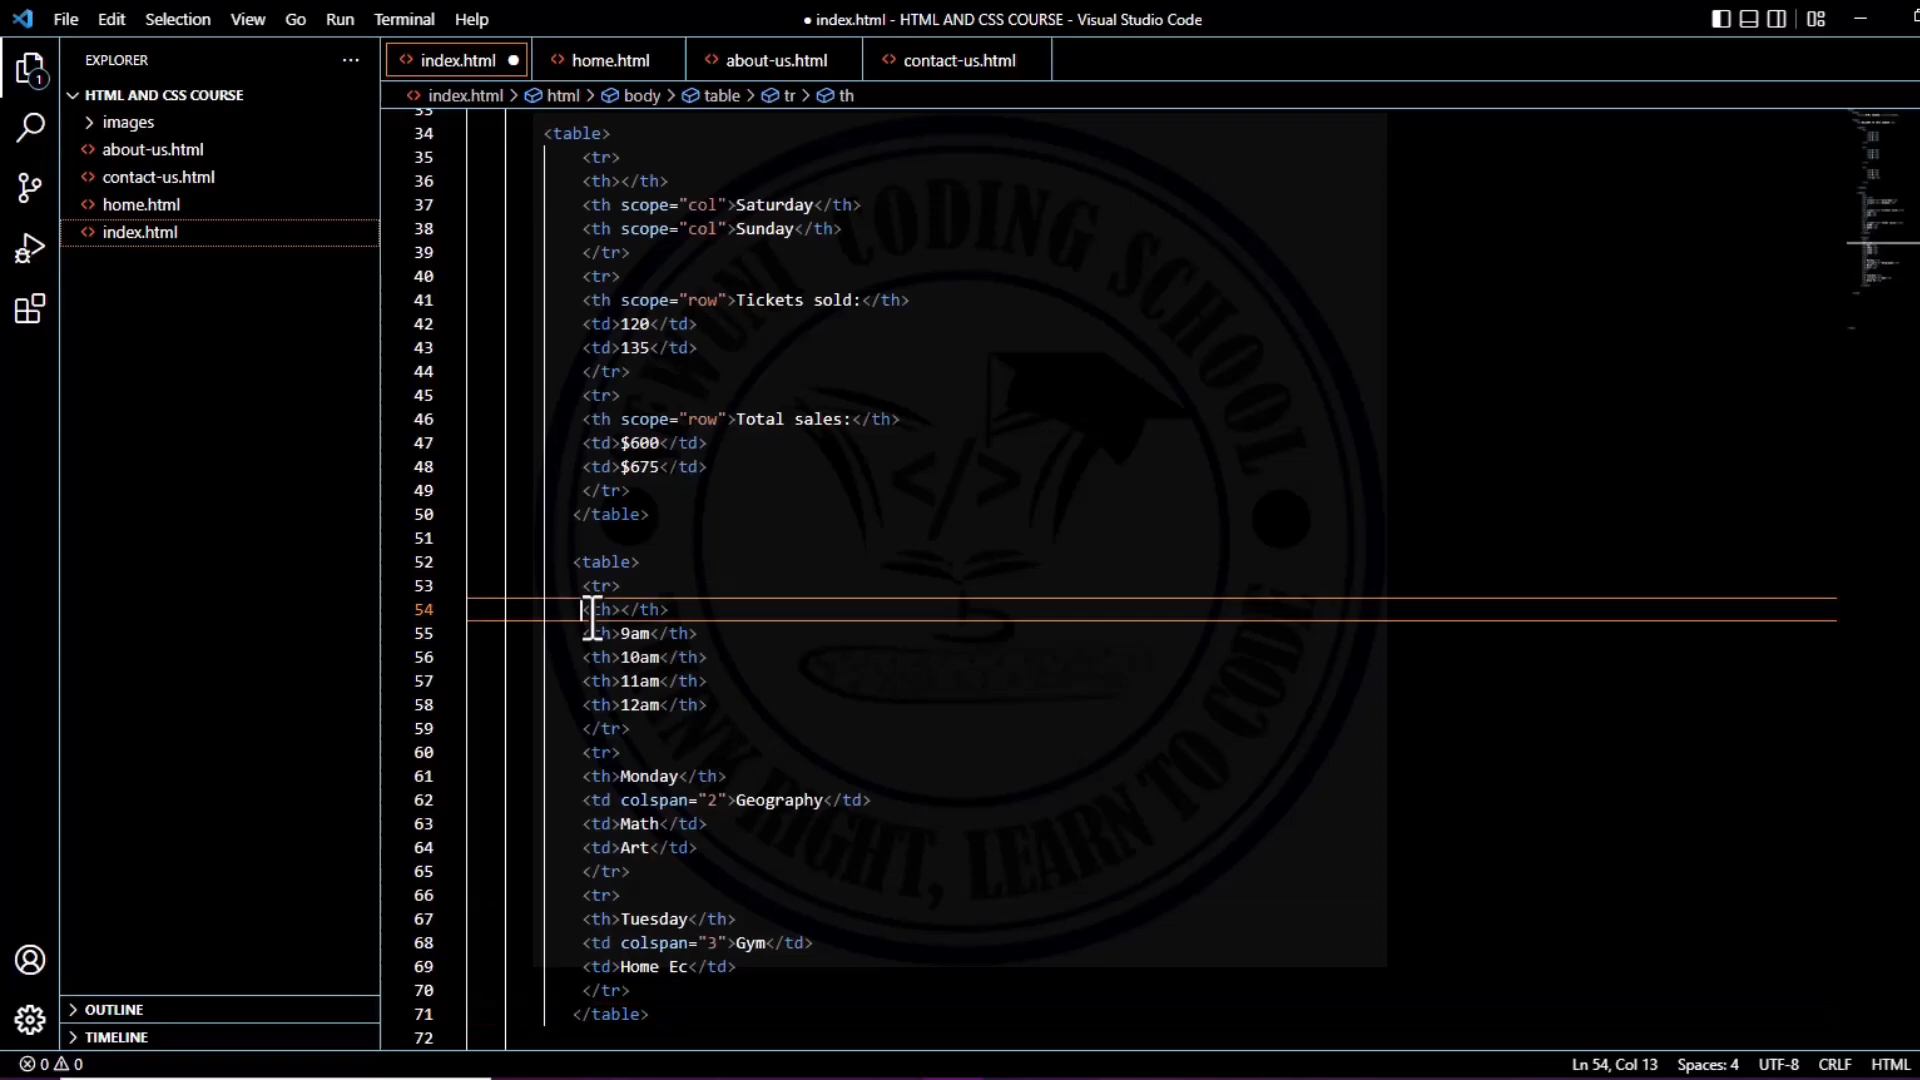 File Edit Selection View Go Run Terminal Help
● index.html - HTML AND CSS COURSE - Visual Studio Code
EXPLORER ···
index.html home.html about-us.html contact-us.html
HTML AND CSS COURSE
images
about-us.html
contact-us.html
home.html
index.html
index.html > html > body > table > tr > th
33
34 <table>
35 <tr>
36 <th></th>
37 <th scope="col">Saturday</th>
38 <th scope="col">Sunday</th>
39 </tr>
40 <tr>
41 <th scope="row">Tickets sold:</th>
42 <td>120</td>
43 <td>135</td>
44 </tr>
45 <tr>
46 <th scope="row">Total sales:</th>
47 <td>$600</td>
48 <td>$675</td>
49 </tr>
50 </table>
51
52 <table>
53 <tr>
54 <th></th>
55 <th>9am</th>
56 <th>10am</th>
57 <th>11am</th>
58 <th>12am</th>
59 </tr>
60 <tr>
61 <th>Monday</th>
62 <td colspan="2">Geography</td>
63 <td>Math</td>
64 <td>Art</td>
65 </tr>
66 <tr>
67 <th>Tuesday</th>
68 <td colspan="3">Gym</td>
69 <td>Home Ec</td>
70 </tr>
71 </table>
72
CODING SCHOOL
RIGHT, LEARN TO CODE
1
OUTLINE
TIMELINE
0 0
Ln 54, Col 13 Spaces: 4 UTF-8 CRLF HTML